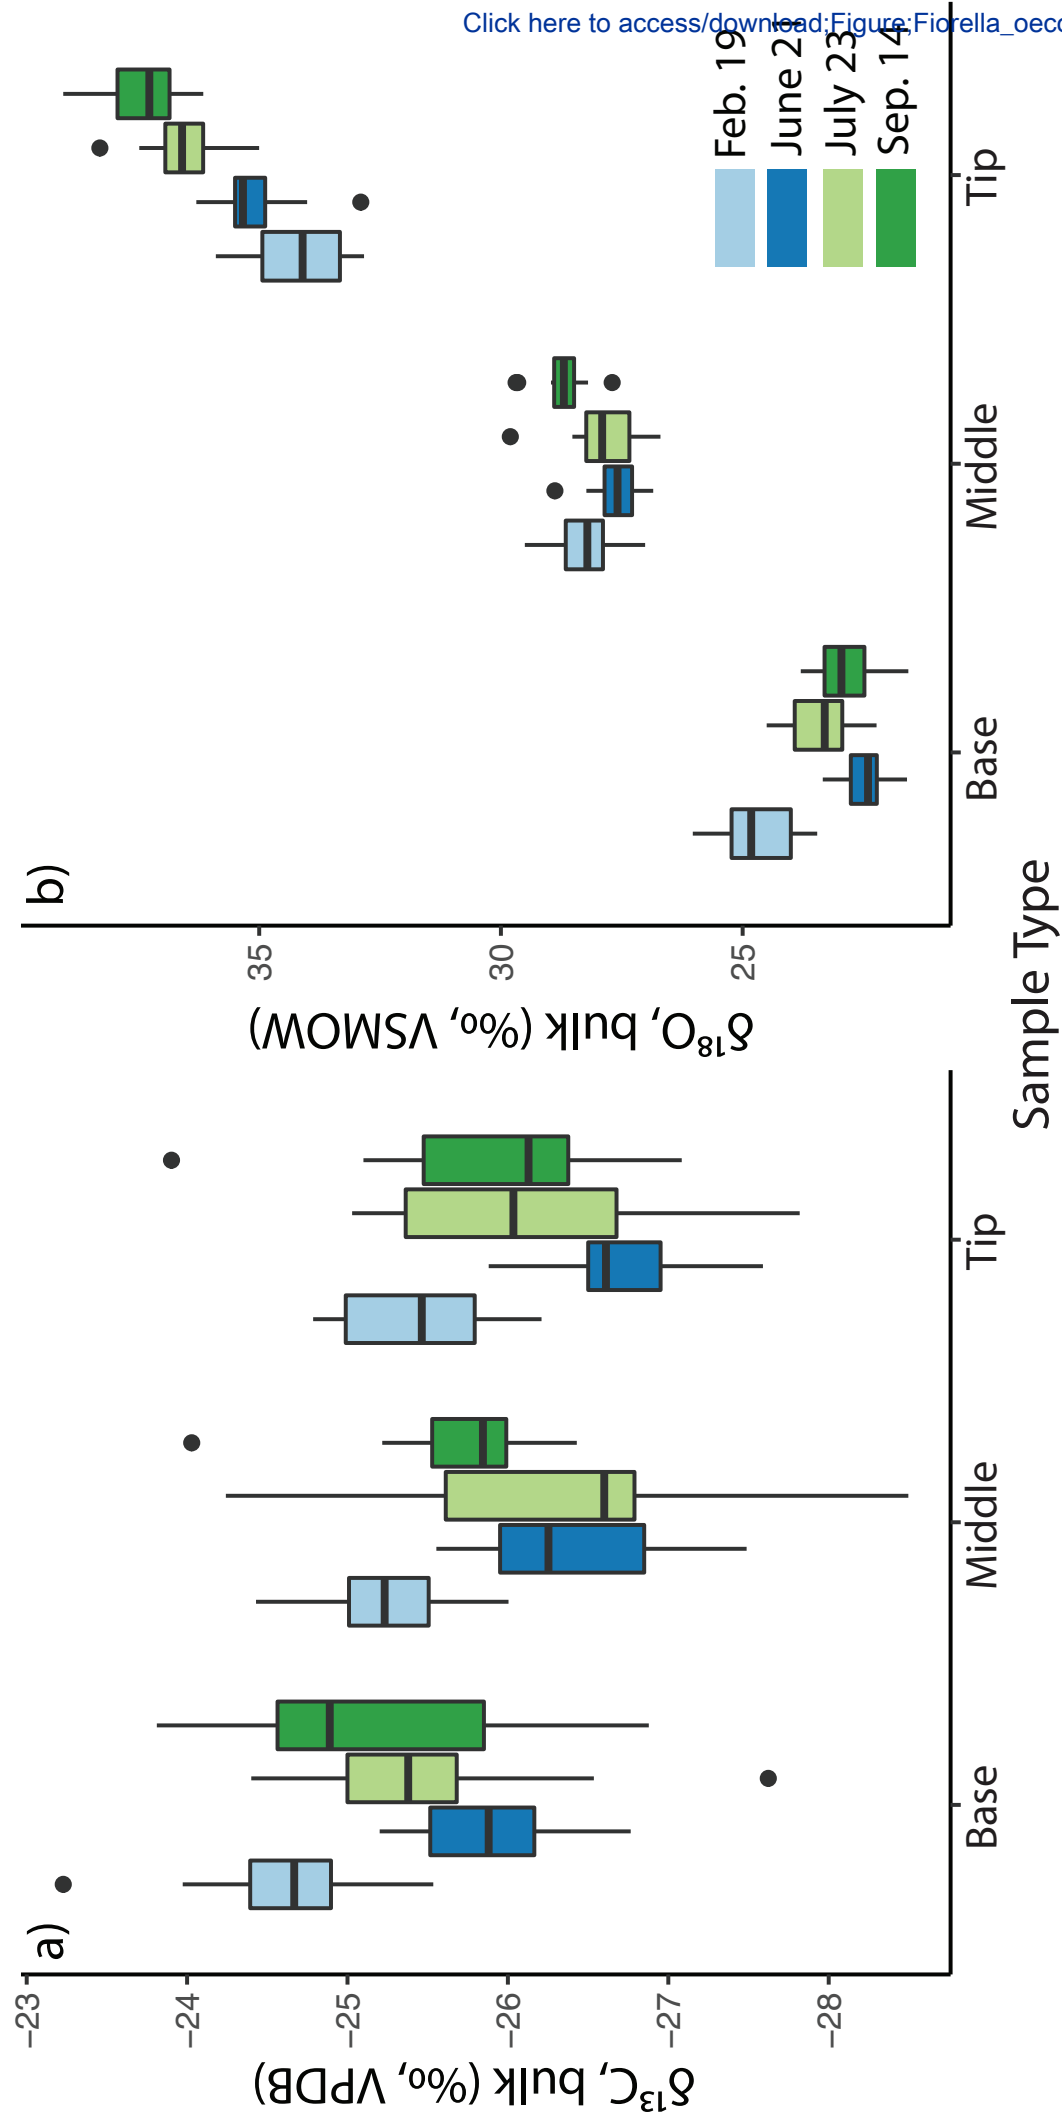 Click here to access/download;Figure;Fiorella_oeco
a)
δ¹³C, bulk (‰, VPDB)
−23
−24
−25
−26
−27
−28
Base
Middle
Tip
b)
δ¹⁸O, bulk (‰, VSMOW)
35
30
25
Base
Middle
Tip
Feb. 19
June 21
July 23
Sep. 14
Sample Type